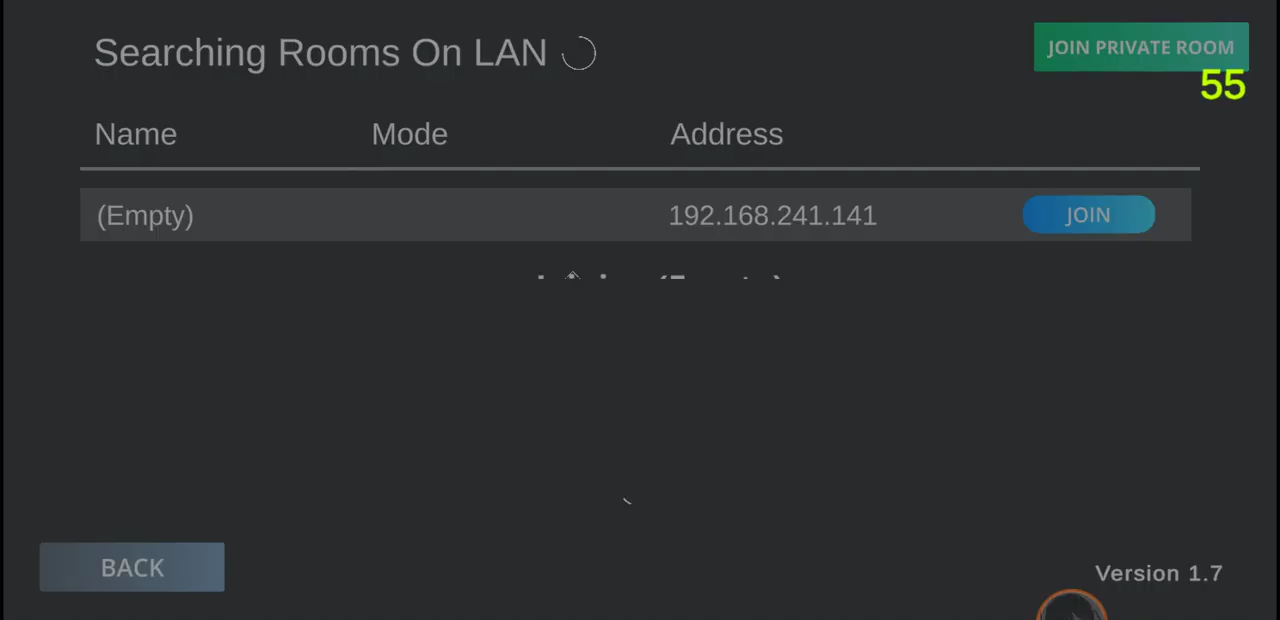 Searching Rooms On LAN
JOIN PRIVATE ROOM
55
Name Mode Address
(Empty) 192.168.241.141 JOIN
BACK
Version 1.7